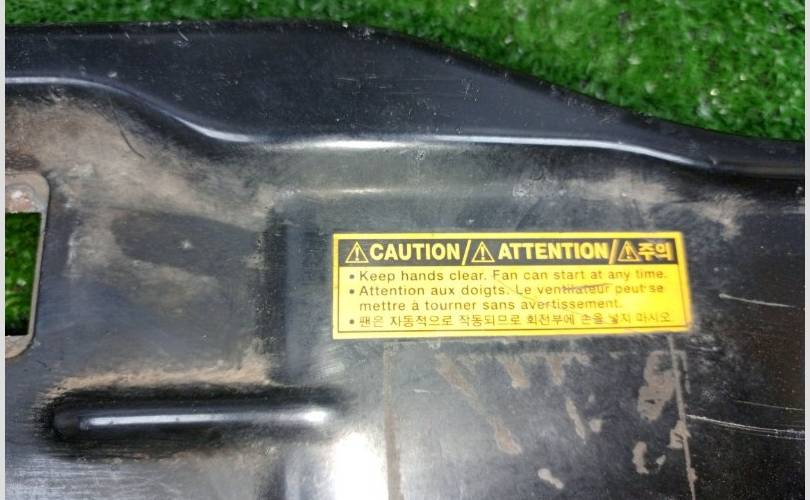 ⚠CAUTION/⚠ATTENTION/⚠주의
• Keep hands clear. Fan can start at any time.
• Attention aux doigts. Le ventilateur peut se
mettre à tourner sans avertissement.
• 팬은 자동적으로 작동되므로 회전부에 손을 넣지 마시오.